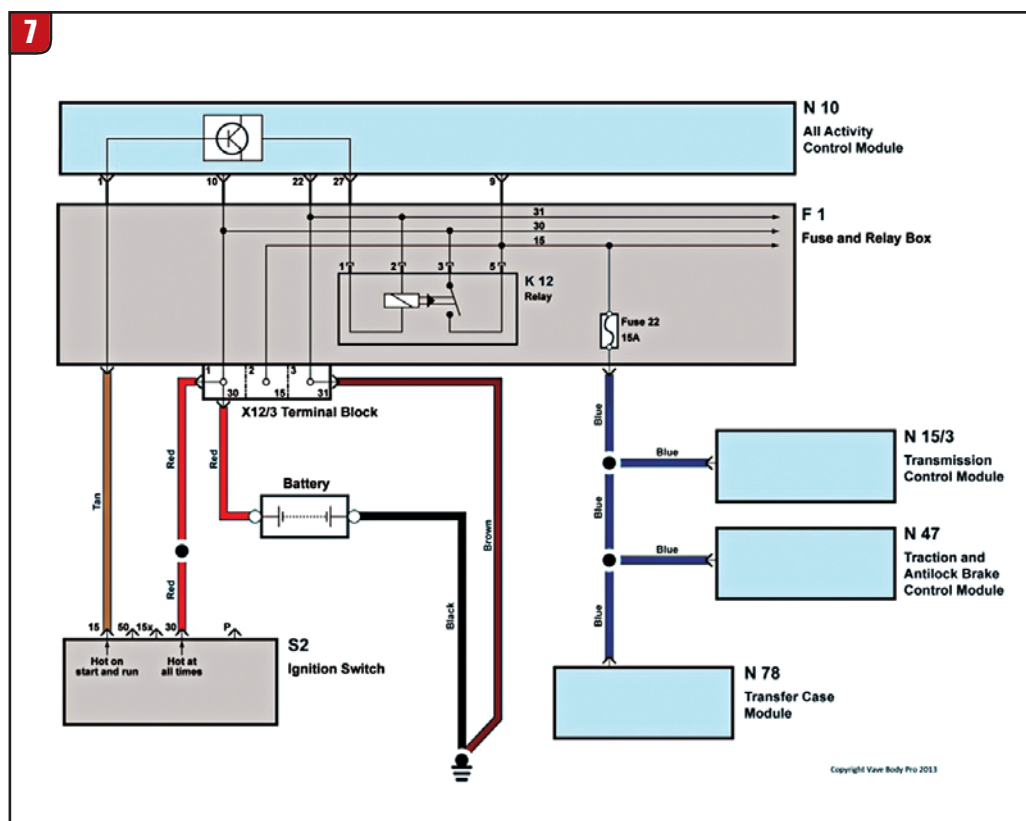 7
N 10
All Activity
Control Module
1
10
22
27
9
F 1
Fuse and Relay Box
31
30
15
1
2
3
5
K 12
Relay
Fuse 22
15A
1
2
3
30
15
31
X12/3 Terminal Block
Tan
Red
Red
Red
Battery
Black
Brown
Blue
Blue
Blue
Blue
Blue
N 15/3
Transmission
Control Module
N 47
Traction and
Antilock Brake
Control Module
N 78
Transfer Case
Module
15
50
15x
30
P
Hot on
start and run
Hot at
all times
S2
Ignition Switch
Copyright Vave Body Pro 2013